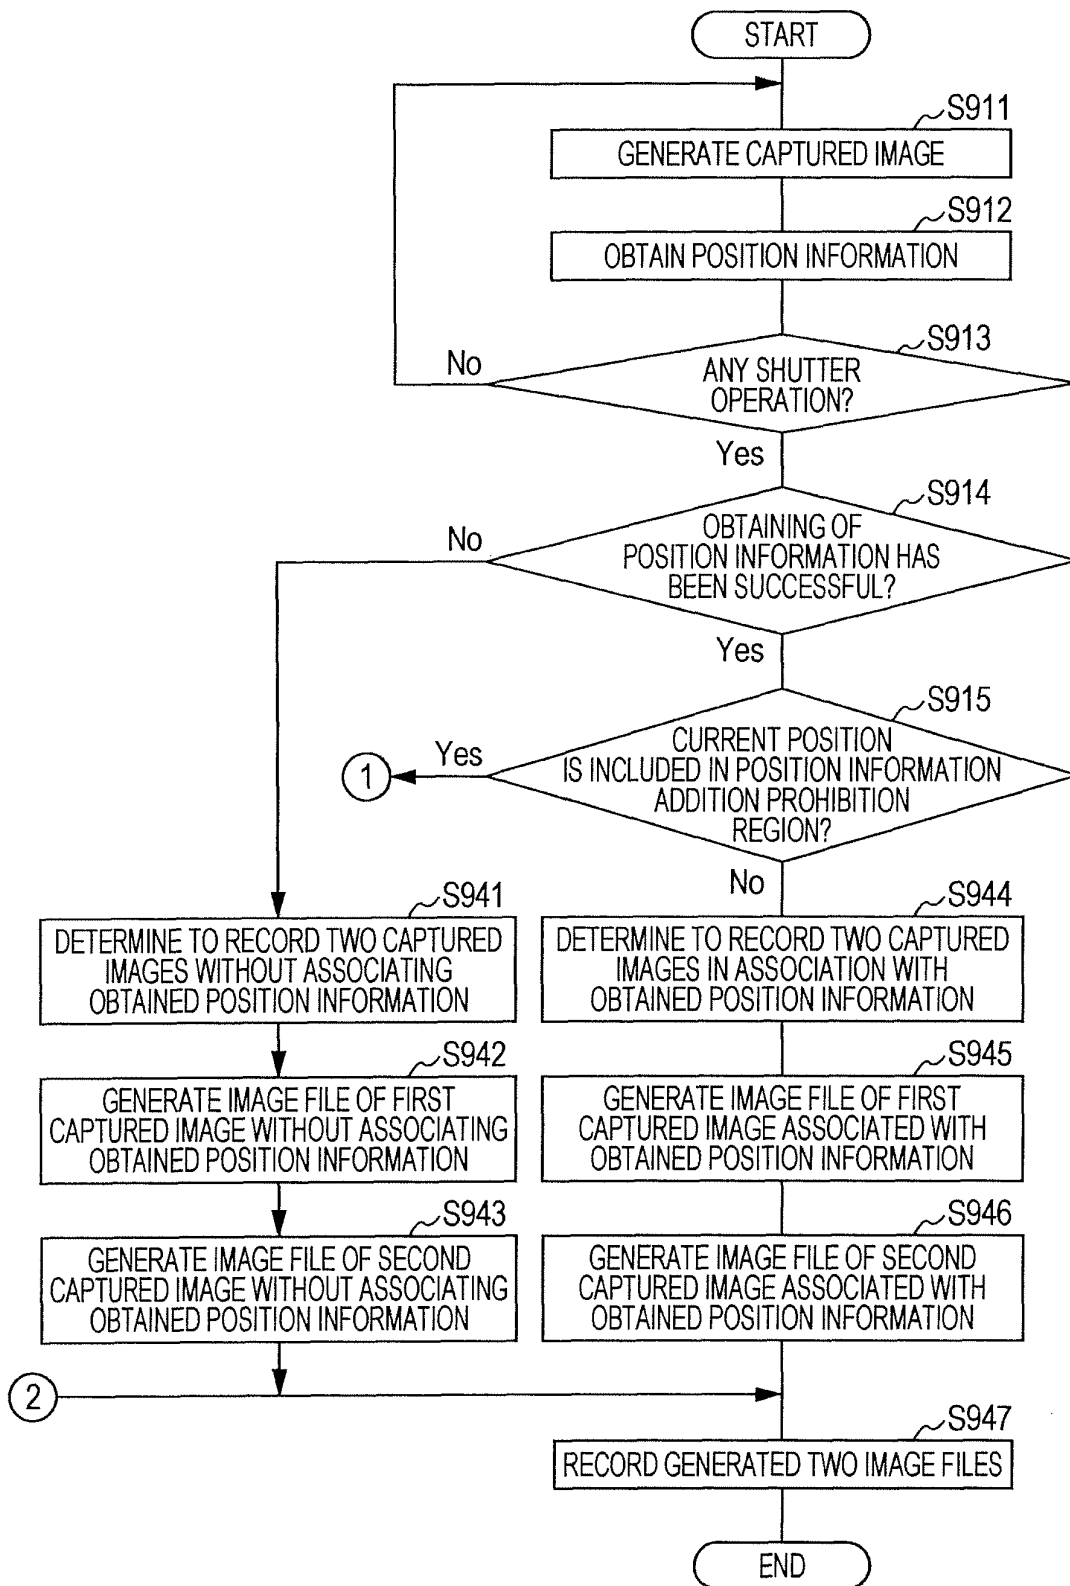 START
S911
GENERATE CAPTURED IMAGE
S912
OBTAIN POSITION INFORMATION
S913
No
ANY SHUTTER
OPERATION?
Yes
S914
No
OBTAINING OF
POSITION INFORMATION HAS
BEEN SUCCESSFUL?
Yes
S915
1
Yes
CURRENT POSITION
IS INCLUDED IN POSITION INFORMATION
ADDITION PROHIBITION
REGION?
No
S941
DETERMINE TO RECORD TWO CAPTURED
IMAGES WITHOUT ASSOCIATING
OBTAINED POSITION INFORMATION
S944
DETERMINE TO RECORD TWO CAPTURED
IMAGES IN ASSOCIATION WITH
OBTAINED POSITION INFORMATION
S942
GENERATE IMAGE FILE OF FIRST
CAPTURED IMAGE WITHOUT ASSOCIATING
OBTAINED POSITION INFORMATION
S945
GENERATE IMAGE FILE OF FIRST
CAPTURED IMAGE ASSOCIATED WITH
OBTAINED POSITION INFORMATION
S943
GENERATE IMAGE FILE OF SECOND
CAPTURED IMAGE WITHOUT ASSOCIATING
OBTAINED POSITION INFORMATION
S946
GENERATE IMAGE FILE OF SECOND
CAPTURED IMAGE ASSOCIATED WITH
OBTAINED POSITION INFORMATION
2
S947
RECORD GENERATED TWO IMAGE FILES
END